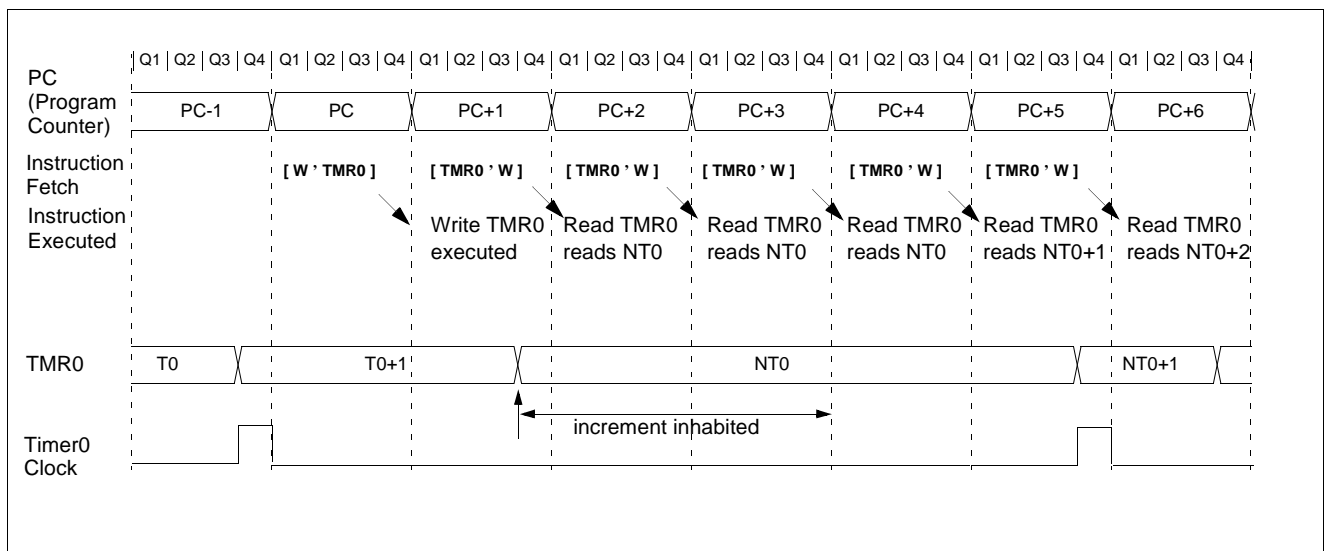 Q1 Q2 Q3 Q4 Q1 Q2 Q3 Q4 Q1 Q2 Q3 Q4 Q1 Q2 Q3 Q4 Q1 Q2 Q3 Q4 Q1 Q2 Q3 Q4 Q1 Q2 Q3 Q4 Q1 Q2 Q3 Q4
PC
(Program
Counter)
PC-1 PC PC+1 PC+2 PC+3 PC+4 PC+5 PC+6
Instruction
Fetch
[ W ' TMR0 ] [ TMR0 ' W ] [ TMR0 ' W ] [ TMR0 ' W ] [ TMR0 ' W ] [ TMR0 ' W ]
Instruction
Executed
Write TMR0
executed
Read TMR0
reads NT0
Read TMR0
reads NT0
Read TMR0
reads NT0
Read TMR0
reads NT0+1
Read TMR0
reads NT0+2
TMR0
T0 T0+1 NT0 NT0+1
increment inhabited
Timer0
Clock